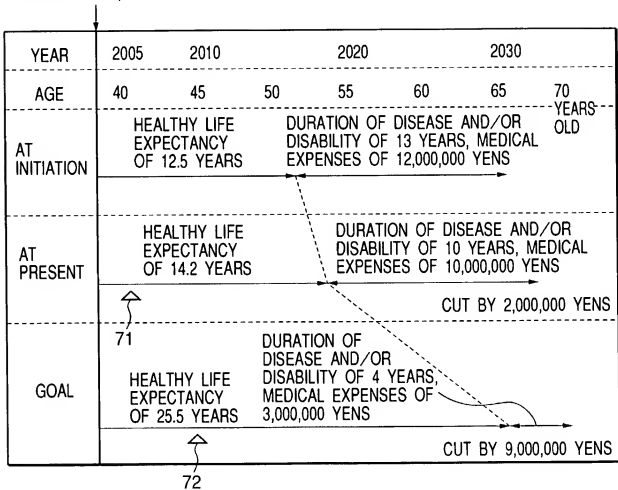 YEAR 2005 2010 2020 2030
AGE 40 45 50 55 60 65 70
YEARS
OLD
AT
INITIATION
HEALTHY LIFE
EXPECTANCY
OF 12.5 YEARS
DURATION OF DISEASE AND/OR
DISABILITY OF 13 YEARS, MEDICAL
EXPENSES OF 12,000,000 YENS
AT
PRESENT
HEALTHY LIFE
EXPECTANCY
OF 14.2 YEARS
DURATION OF DISEASE AND/OR
DISABILITY OF 10 YEARS, MEDICAL
EXPENSES OF 10,000,000 YENS
CUT BY 2,000,000 YENS
71
GOAL
HEALTHY LIFE
EXPECTANCY
OF 25.5 YEARS
DURATION OF
DISEASE AND/OR
DISABILITY OF 4 YEARS,
MEDICAL EXPENSES OF
3,000,000 YENS
CUT BY 9,000,000 YENS
72